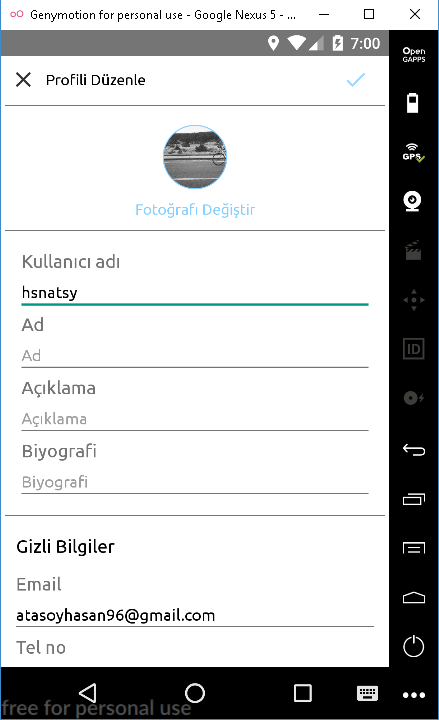 Genymotion for personal use - Google Nexus 5 - ...
7:00
Open
GAPPS
Profili Düzenle
Fotoğrafı Değiştir
GPS
Kullanıcı adı
hsnatsy
Ad
Ad
ID
Açıklama
Açıklama
Biyografi
Biyografi
Gizli Bilgiler
Email
atasoyhasan96@gmail.com
Tel no
free for personal use